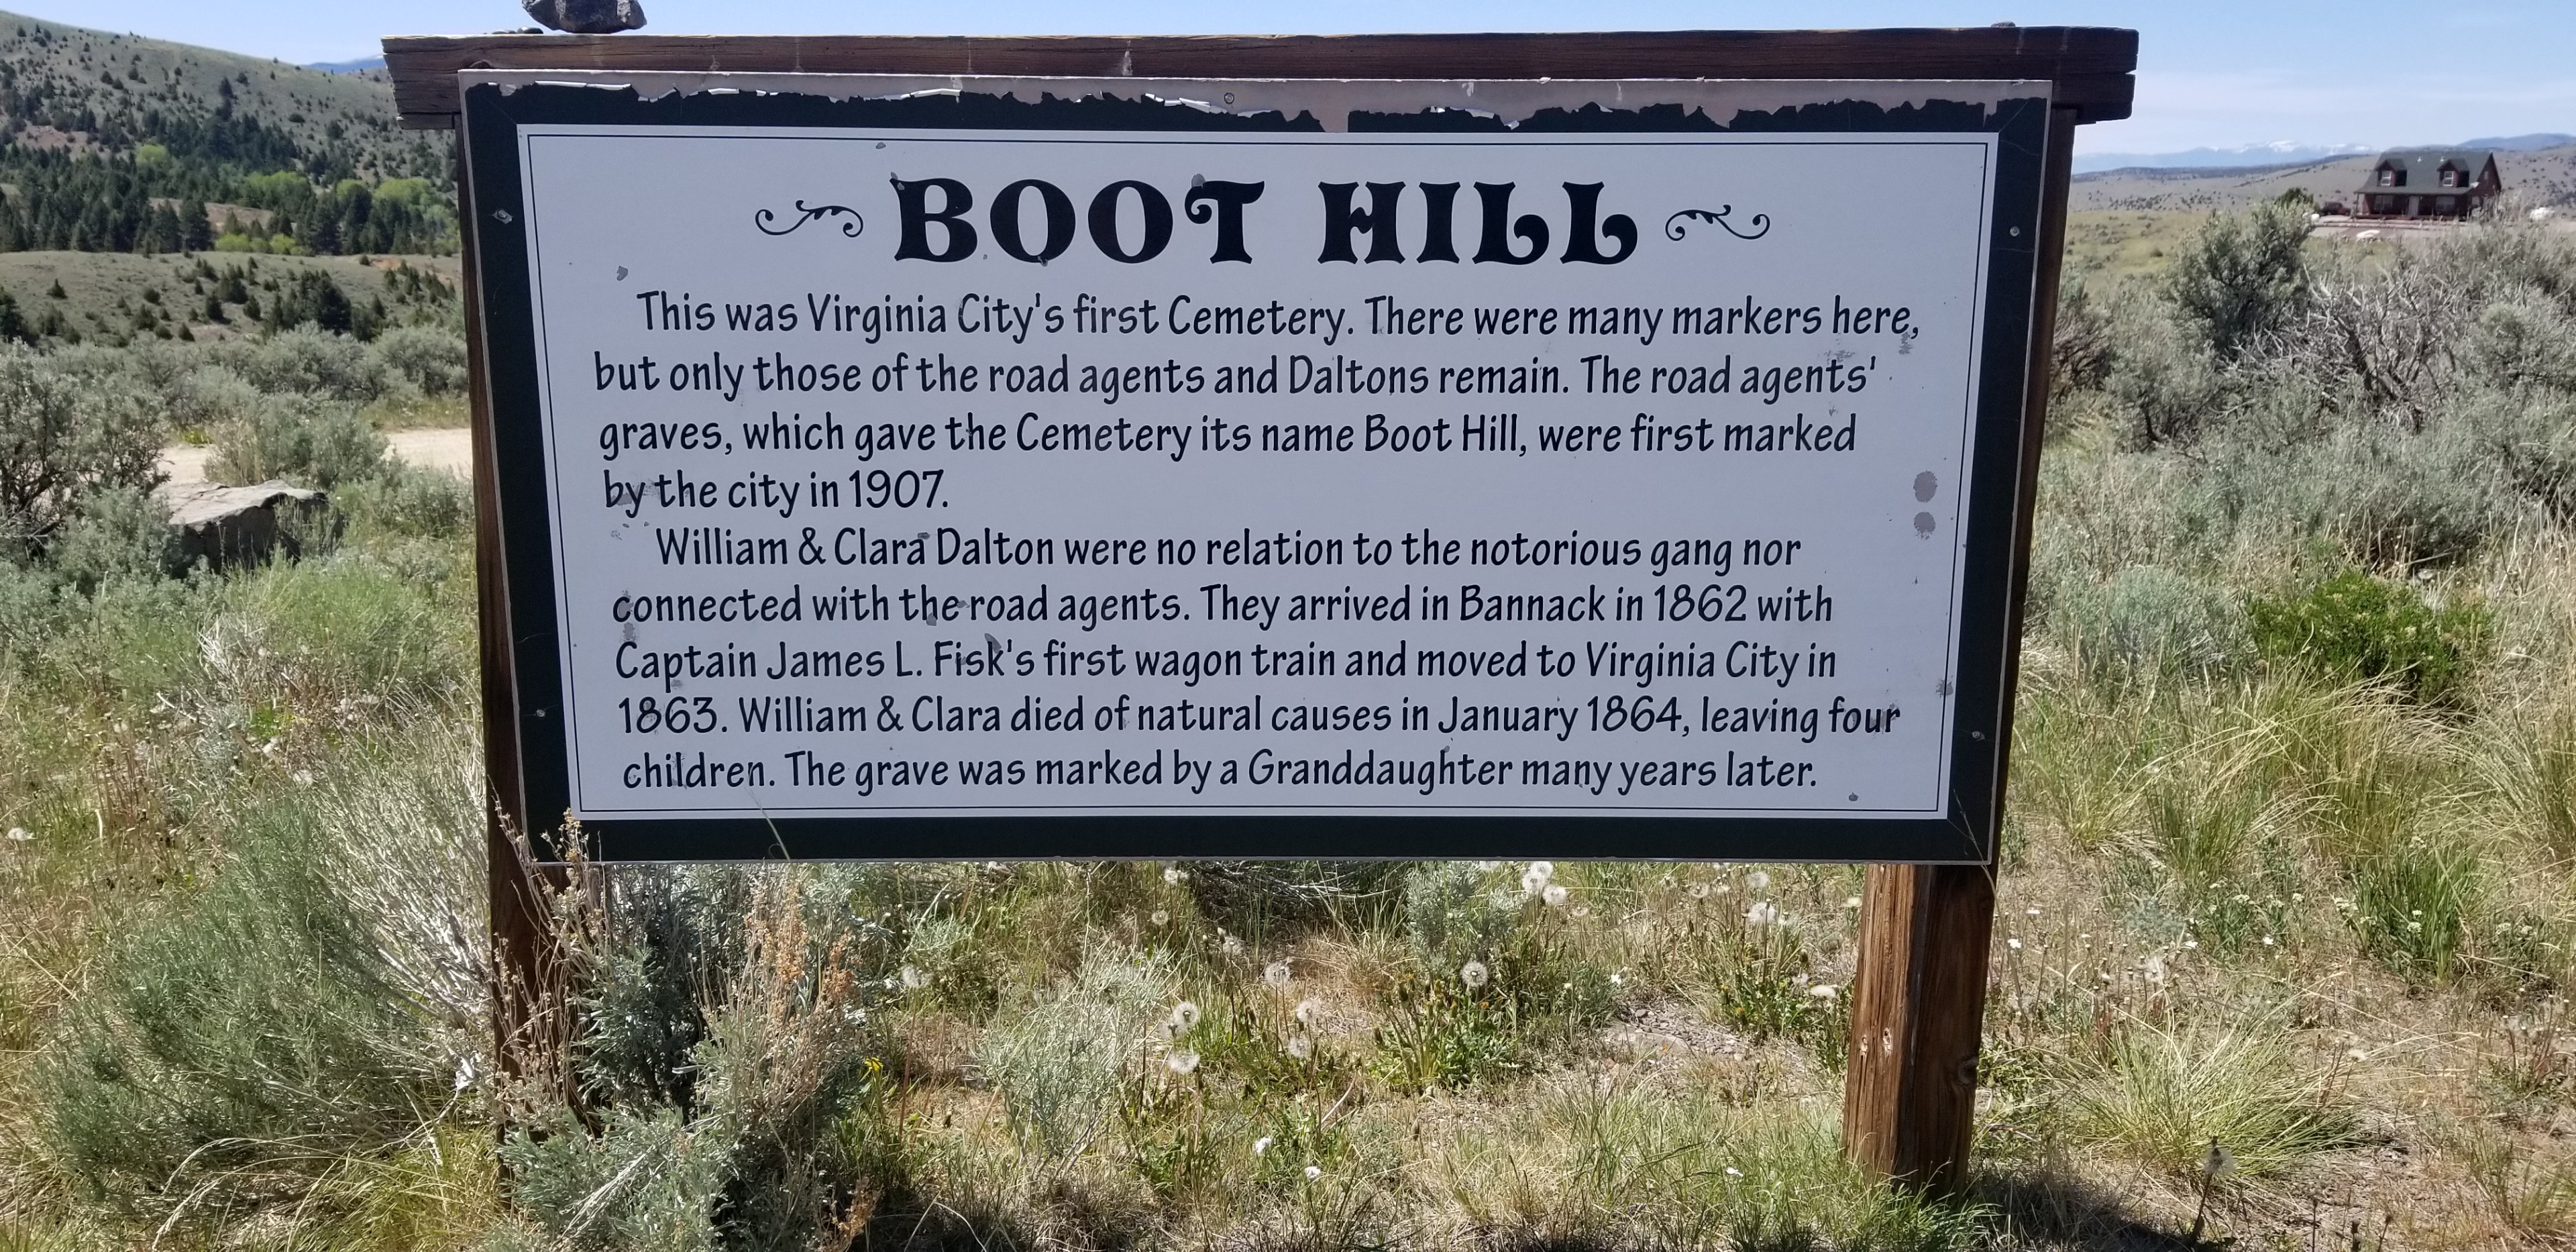 BOOT HILL
This was Virginia City's first Cemetery. There were many markers here,
but only those of the road agents and Daltons remain. The road agents'
graves, which gave the Cemetery its name Boot Hill, were first marked
by the city in 1907.
William & Clara Dalton were no relation to the notorious gang nor
connected with the road agents. They arrived in Bannack in 1862 with
Captain James L. Fisk's first wagon train and moved to Virginia City in
1863. William & Clara died of natural causes in January 1864, leaving four
children. The grave was marked by a Granddaughter many years later.